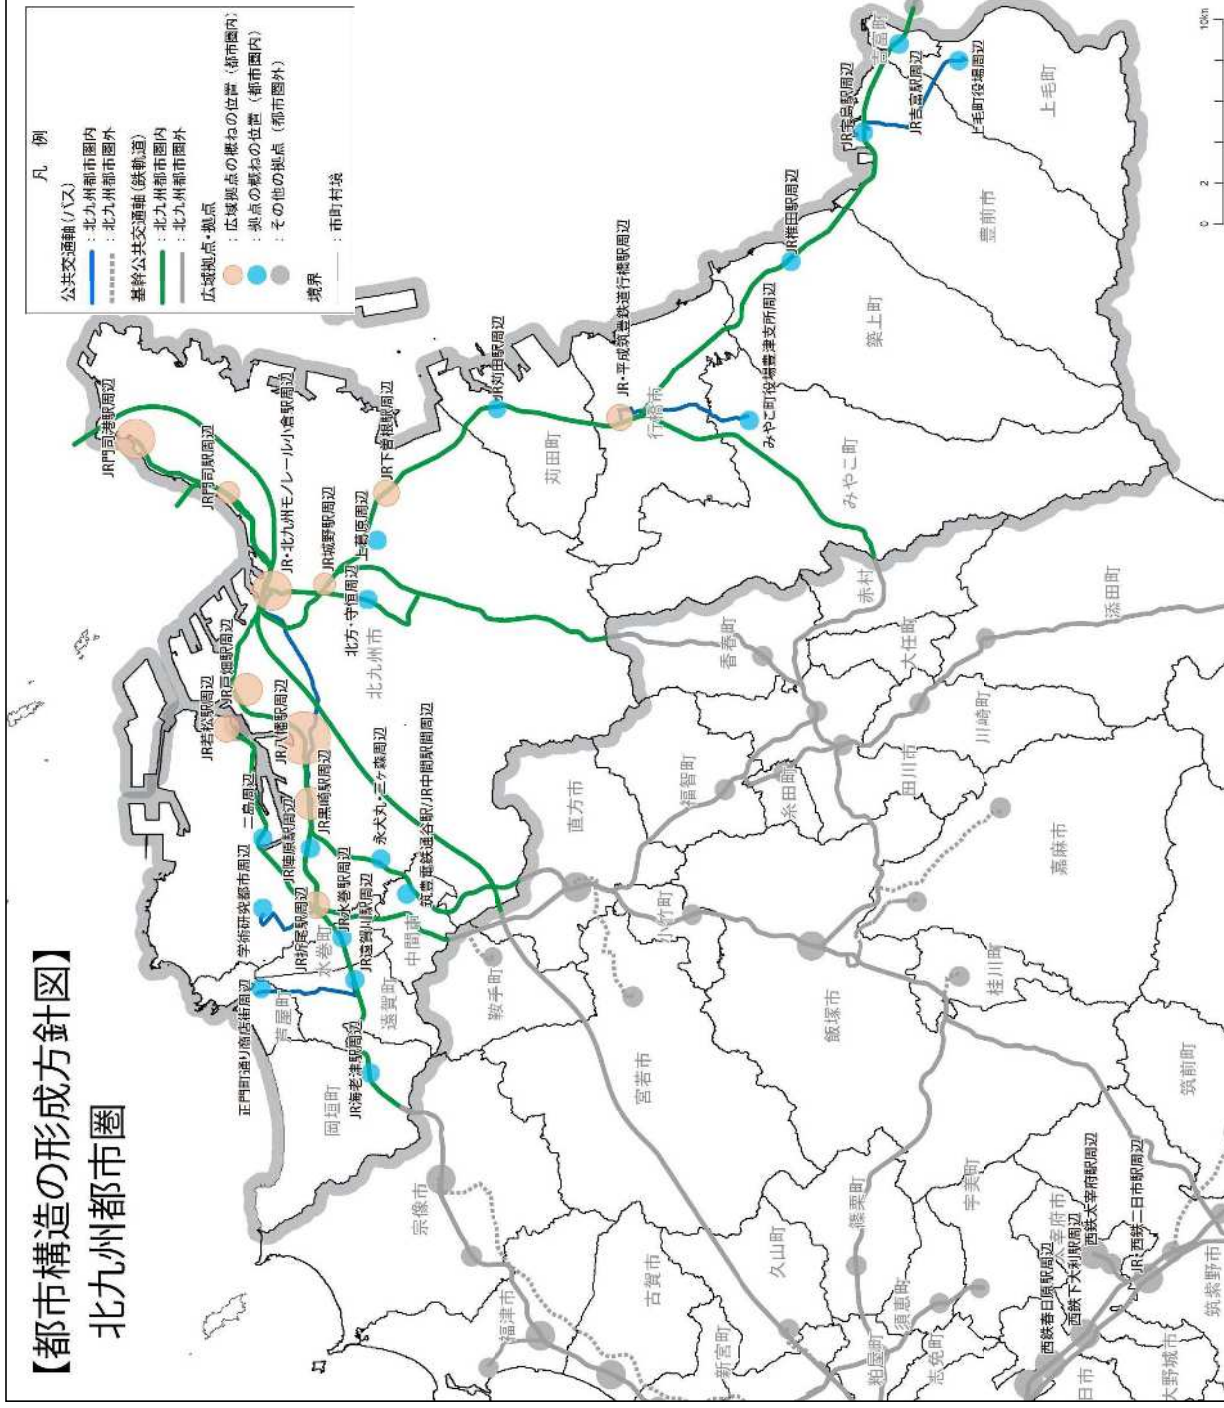 【都市構造の形成方針図】
北九州都市圏
凡　例
公共交通軸(バス)
：北九州都市圏内
：北九州都市圏外
基幹公共交通軸(鉄軌道)
：北九州都市圏内
：北九州都市圏外
広域拠点・拠点
：広域拠点の概ねの位置（都市圏内）
：拠点の概ねの位置（都市圏内）
：その他の拠点（都市圏外）
境界
：市町村境
JR門司港駅周辺
JR門司駅周辺
JR・北九州モノレール小倉駅周辺
JR城野駅周辺
JR下曽根駅周辺
上葛原周辺
北方・守恒周辺
北九州市
JR戸畑駅周辺
JR若松駅周辺
JR八幡駅周辺
JR黒崎駅周辺
二島周辺
JR陣原駅周辺
永犬丸・三ヶ森周辺
筑豊電鉄通谷駅/JR中間駅間周辺
学術研究都市周辺
JR折尾駅周辺
JR水巻駅周辺
水巻町
JR遠賀川駅周辺
中間市
遠賀町
正門町通り商店街周辺
芦屋町
JR海老津駅周辺
岡垣町
JR苅田駅周辺
苅田町
JR・平成筑豊鉄道行橋駅周辺
行橋市
みやこ町役場豊津支所周辺
みやこ町
JR椎田駅周辺
築上町
JR宇島駅周辺
豊前市
JR吉富駅周辺
吉富町
上毛町役場周辺
上毛町
赤村
香春町
大任町
添田町
川崎町
福智町
糸田町
田川市
直方市
小竹町
嘉麻市
鞍手町
宮若市
飯塚市
桂川町
筑前町
宗像市
福津市
古賀市
新宮町
久山町
篠栗町
須恵町
粕屋町
志免町
宇美町
太宰府市
西鉄太宰府駅周辺
西鉄春日原駅周辺
西鉄下大利駅周辺
JR・西鉄二日市駅周辺
日市
大野城市
筑紫野市
0
2
10km